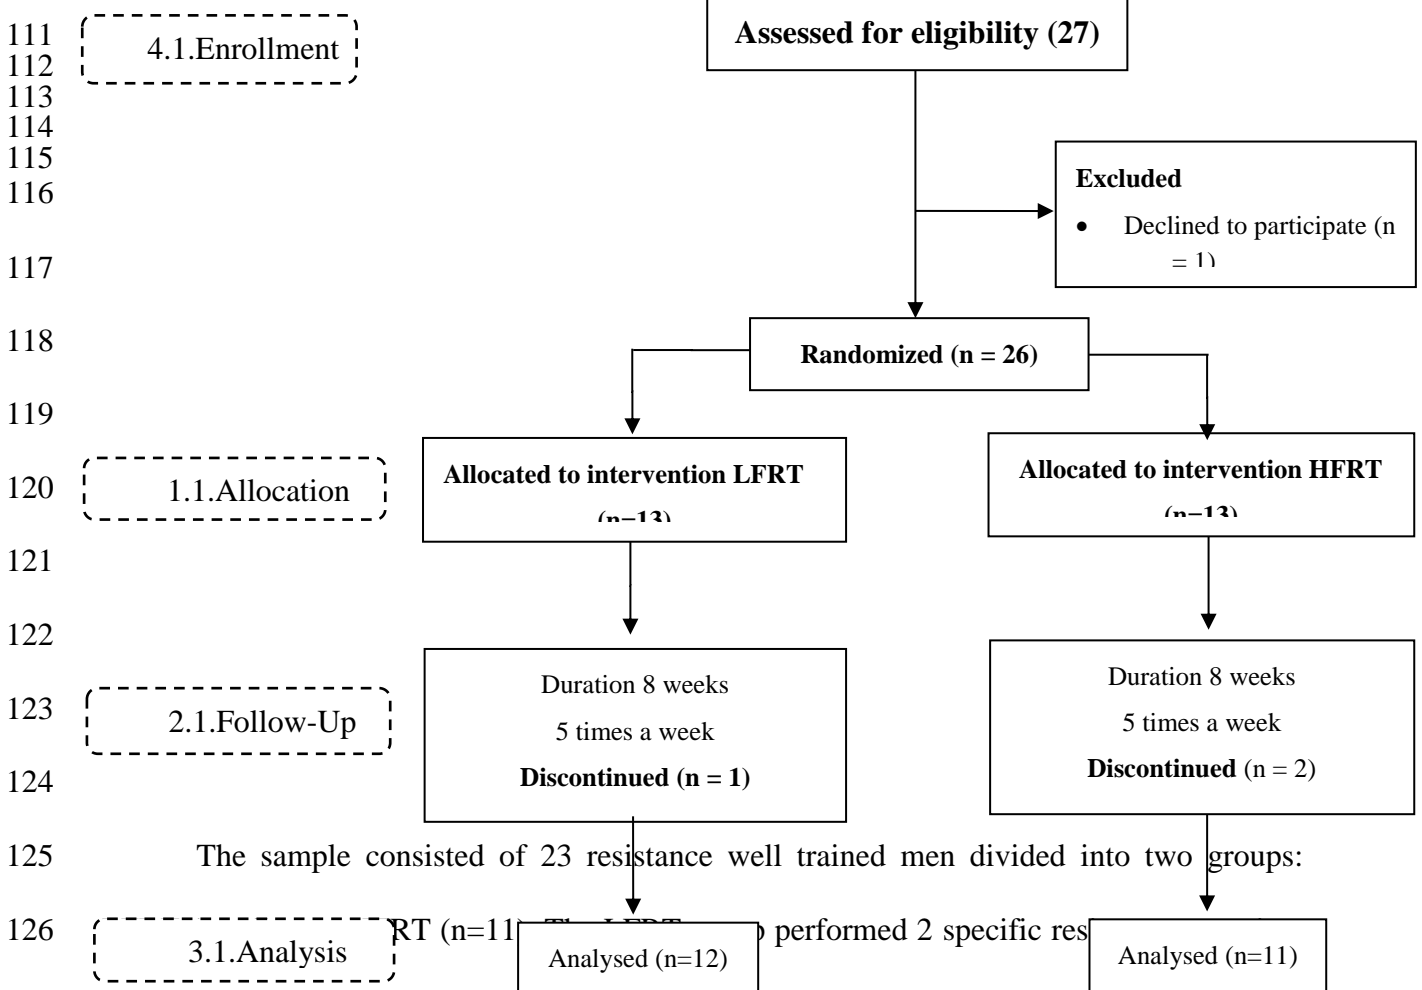 111
4.1.Enrollment
Assessed for eligibility (27)
112
113
114
115
116
Excluded
• Declined to participate (n
= 1)
117
118
Randomized (n = 26)
119
120
1.1.Allocation
Allocated to intervention LFRT
(n=13)
Allocated to intervention HFRT
(n=13)
121
122
123
2.1.Follow-Up
Duration 8 weeks
5 times a week
Discontinued (n = 1)
Duration 8 weeks
5 times a week
Discontinued (n = 2)
124
125 The sample consisted of 23 resistance well trained men divided into two groups:
126 RT (n=11) performed 2 specific
3.1.Analysis
Analysed (n=12)
Analysed (n=11)